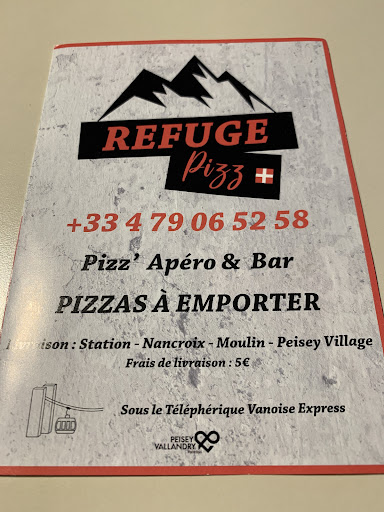 REFUGE
Pizz
+33 4 79 06 52 58
Pizz' Apéro & Bar
PIZZAS À EMPORTER
Livraison : Station - Nancroix - Moulin - Peisey Village
Frais de livraison : 5€
Sous le Téléphérique Vanoise Express
PEISEY
VALLANDRY